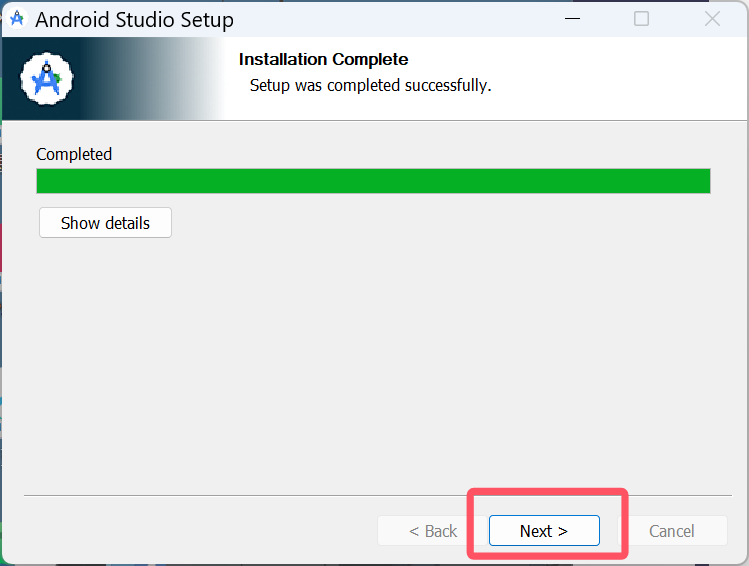 Android Studio Setup
Installation Complete
Setup was completed successfully.
Completed
Show details
< Back
Next >
Cancel